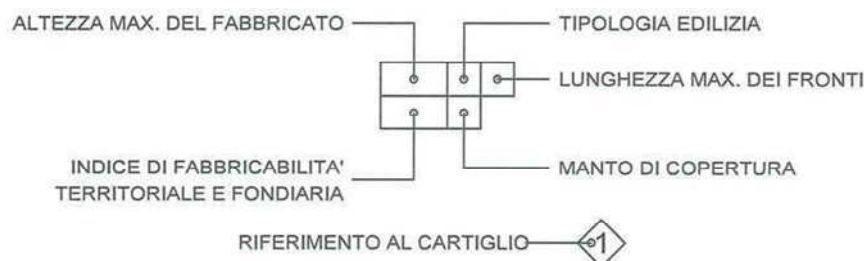 ALTEZZA MAX. DEL FABBRICATO
TIPOLOGIA EDILIZIA
LUNGHEZZA MAX. DEI FRONTI
INDICE DI FABBRICABILITA'
TERRITORIALE E FONDIARIA
MANTO DI COPERTURA
RIFERIMENTO AL CARTIGLIO
1